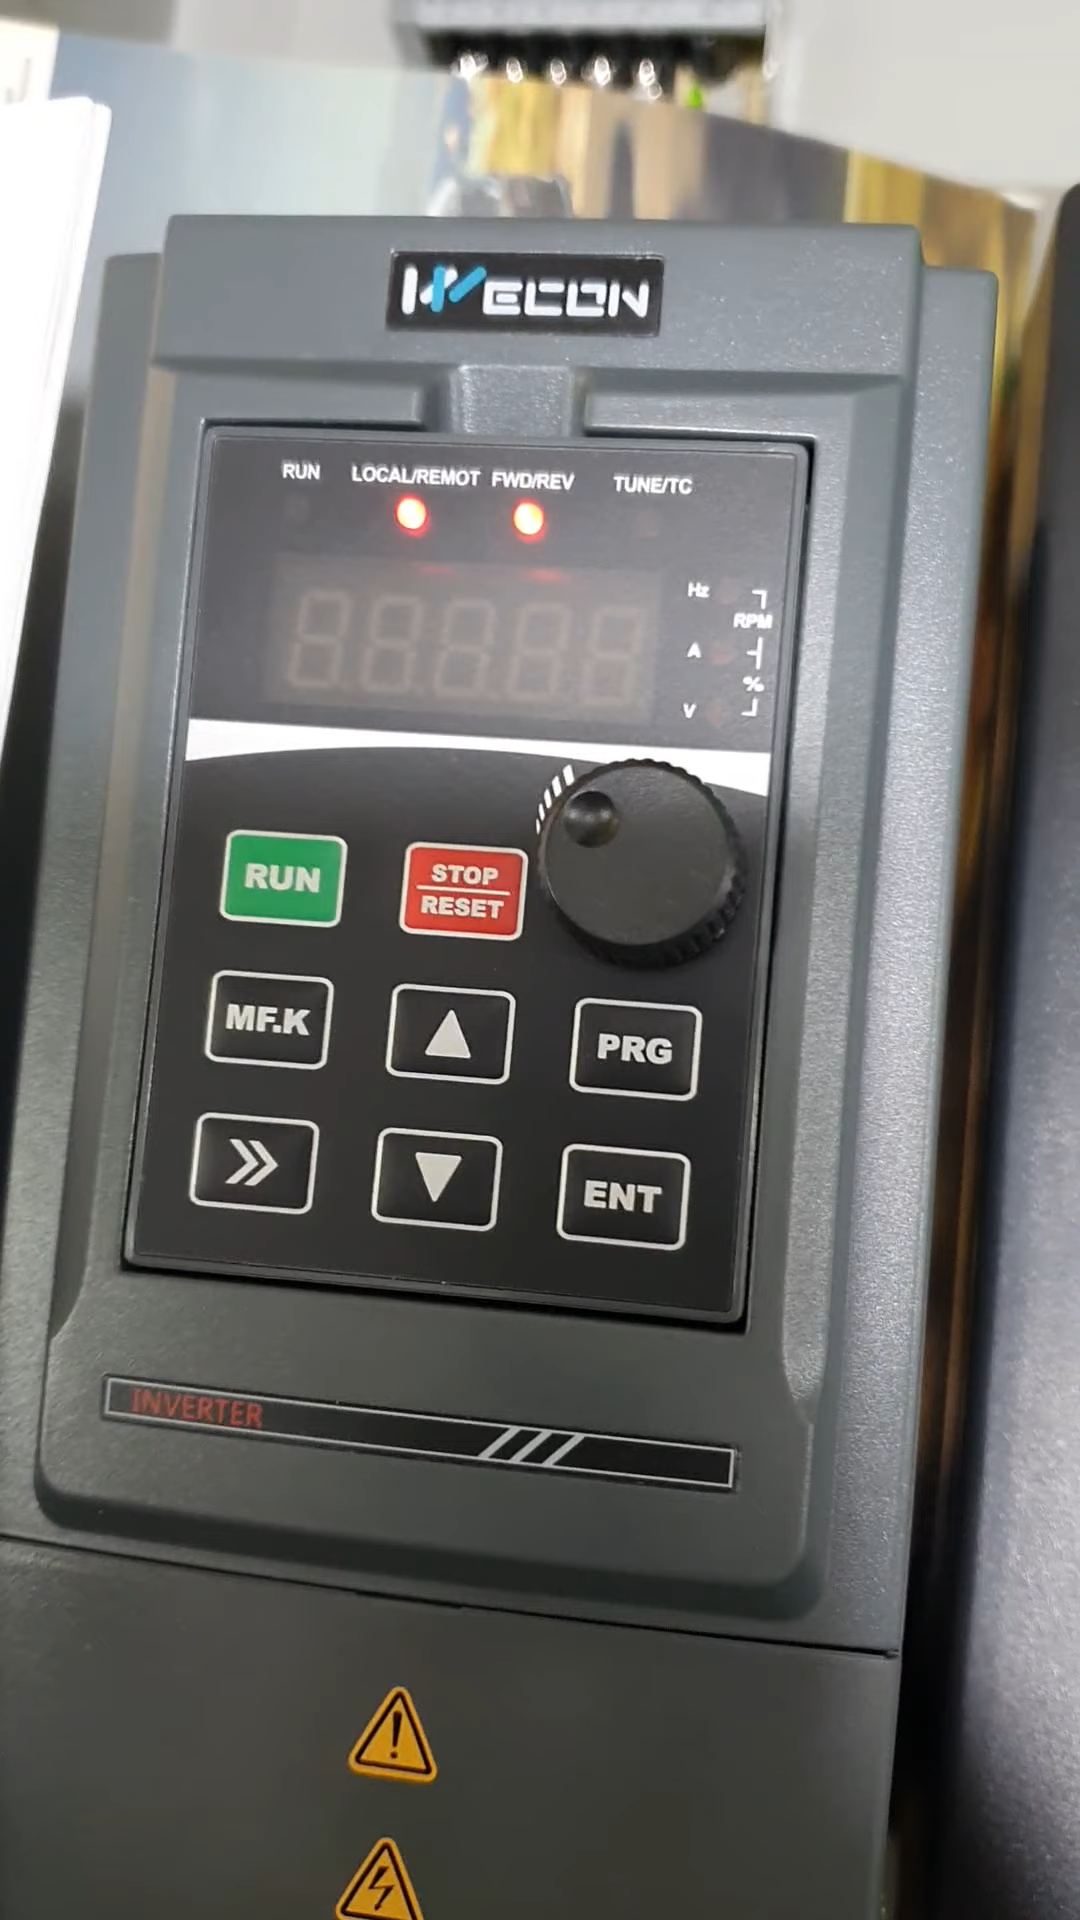 WECON
RUN LOCAL/REMOT FWD/REV TUNE/TC
Hz
RPM
A
%
V
RUN
STOP
RESET
MF.K
PRG
ENT
INVERTER